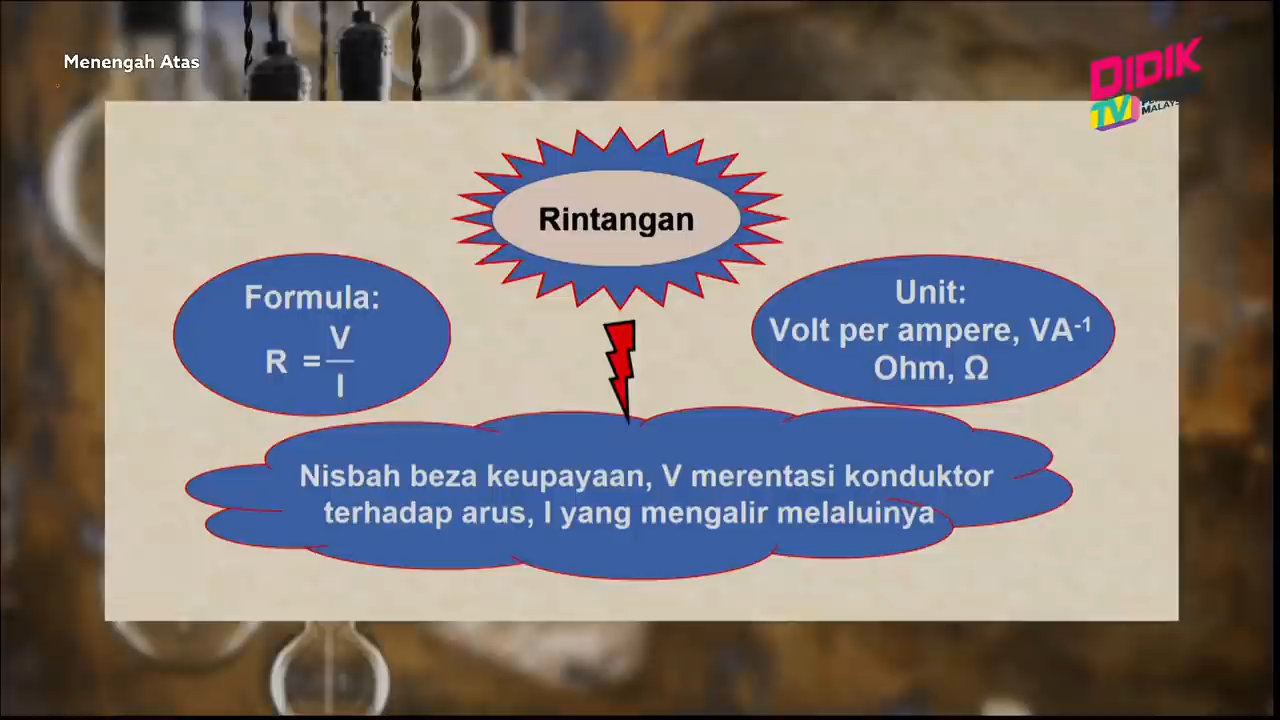 Menengah Atas
DIDIK
TV
Rintangan
Formula:
R = V/I
Unit:
Volt per ampere, VA⁻¹
Ohm, Ω
Nisbah beza keupayaan, V merentasi konduktor
terhadap arus, I yang mengalir melaluinya